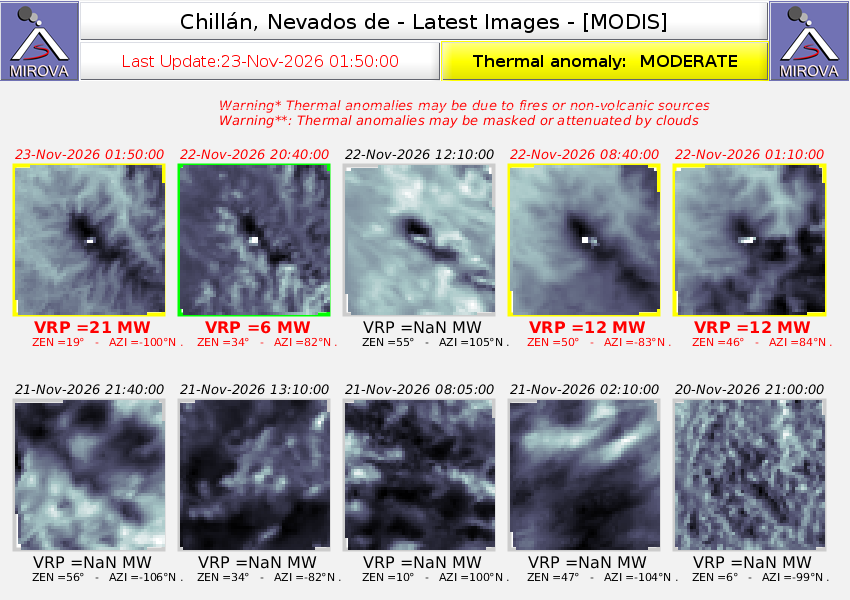 Chillán, Nevados de - Latest Images - [MODIS]
MIROVA
Last Update:23-Nov-2026 01:50:00
Thermal anomaly: MODERATE
MIROVA
Warning* Thermal anomalies may be due to fires or non-volcanic sources
Warning**: Thermal anomalies may be masked or attenuated by clouds
23-Nov-2026 01:50:00 22-Nov-2026 20:40:00 22-Nov-2026 12:10:00 22-Nov-2026 08:40:00 22-Nov-2026 01:10:00
VRP =21 MW VRP =6 MW VRP =NaN MW VRP =12 MW VRP =12 MW
ZEN =19° - AZI =-100°N . ZEN =34° - AZI =82°N . ZEN =55° - AZI =105°N . ZEN =50° - AZI =-83°N . ZEN =46° - AZI =84°N .
21-Nov-2026 21:40:00 21-Nov-2026 13:10:00 21-Nov-2026 08:05:00 21-Nov-2026 02:10:00 20-Nov-2026 21:00:00
VRP =NaN MW VRP =NaN MW VRP =NaN MW VRP =NaN MW VRP =NaN MW
ZEN =56° - AZI =-106°N . ZEN =34° - AZI =-82°N . ZEN =10° - AZI =100°N . ZEN =47° - AZI =-104°N . ZEN =6° - AZI =-99°N .